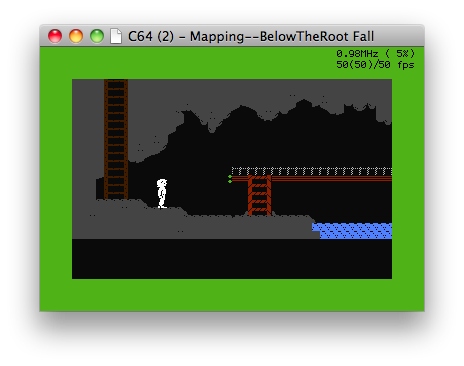 C64 (2) – Mapping--BelowTheRoot Fall
0.98MHz ( 5%)
50(50)/50 fps